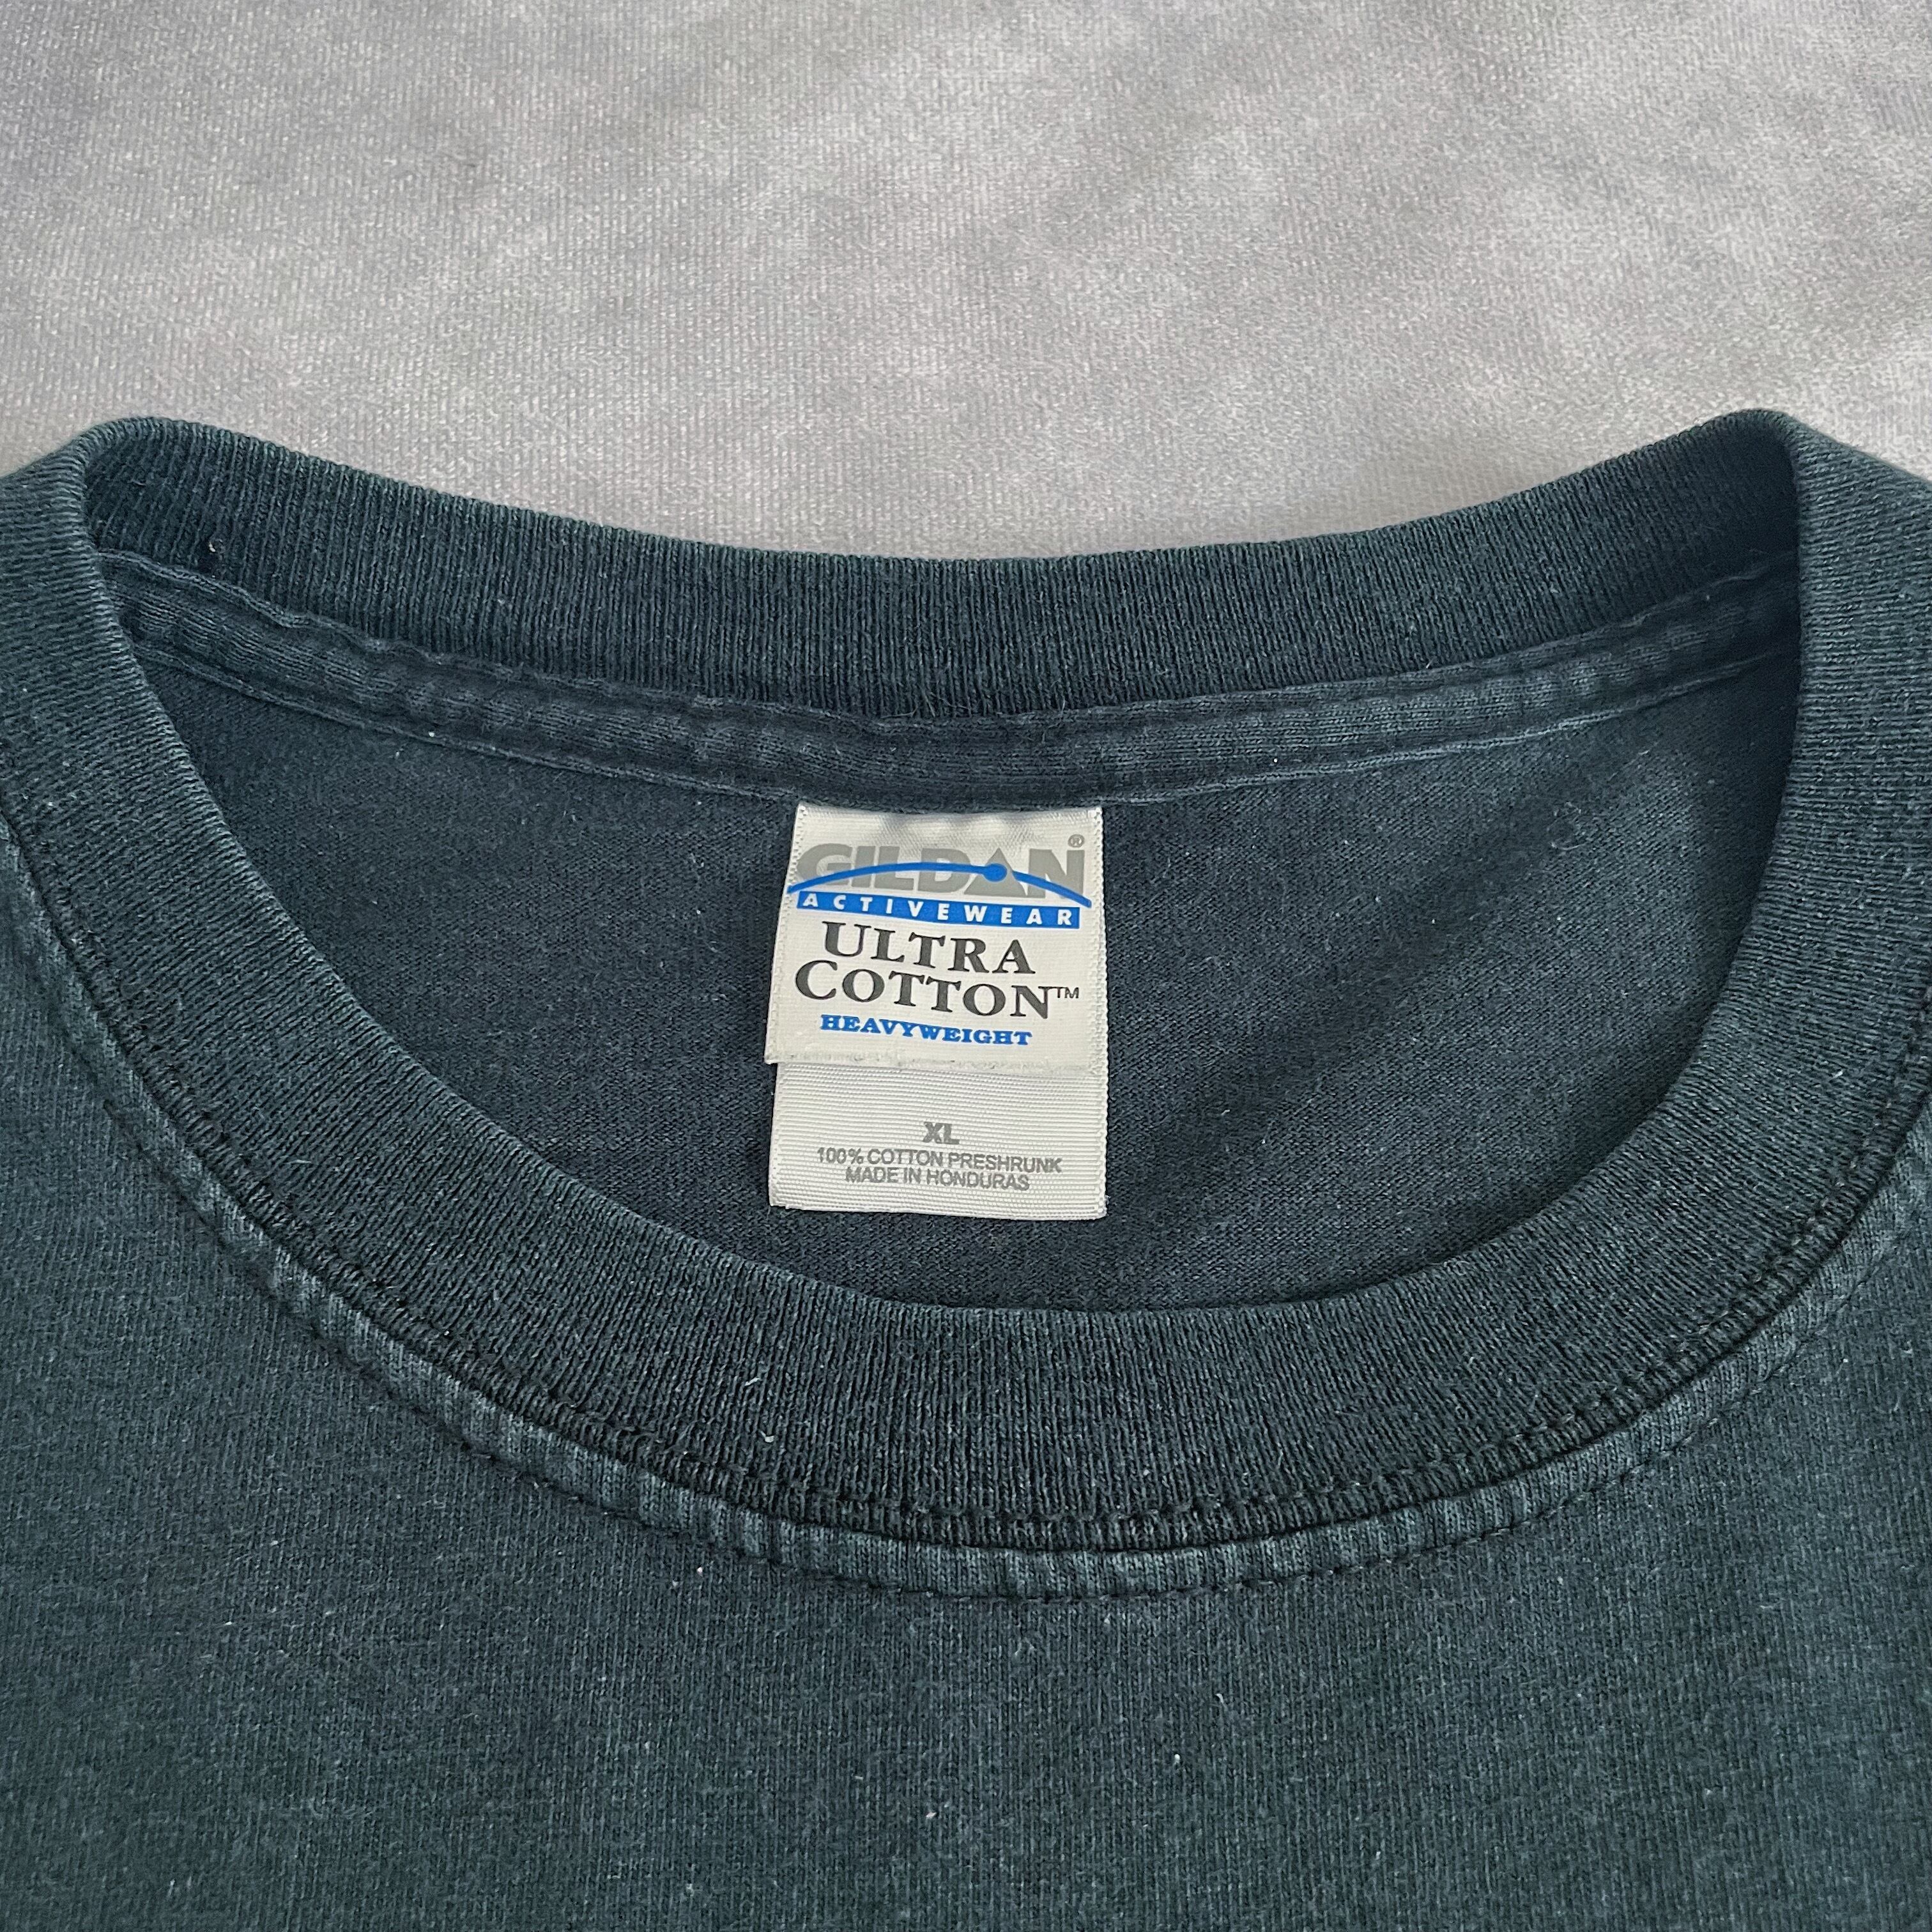 GILDAN®
ACTIVEWEAR
ULTRA
COTTON™
HEAVYWEIGHT
XL
100% COTTON PRESHRUNK
MADE IN HONDURAS